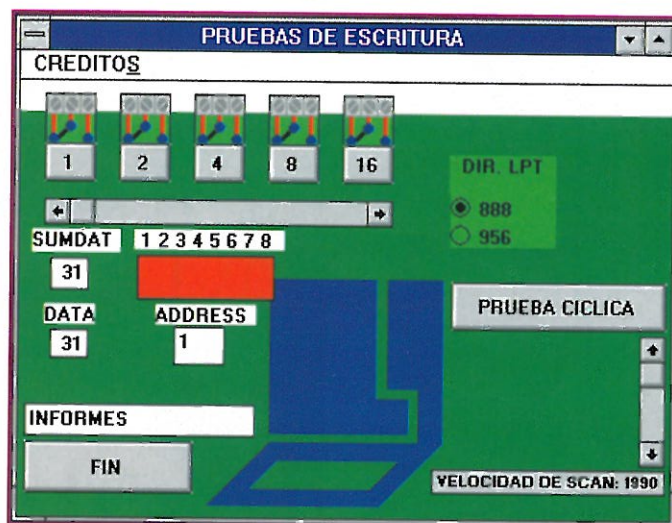 PRUEBAS DE ESCRITURA
CREDITOS
1 2 4 8 16
DIR. LPT
888
956
SUMDAT 1 2 3 4 5 6 7 8
31
DATA ADDRESS
31 1
PRUEBA CICLICA
INFORMES
FIN
VELOCIDAD DE SCAN: 1990